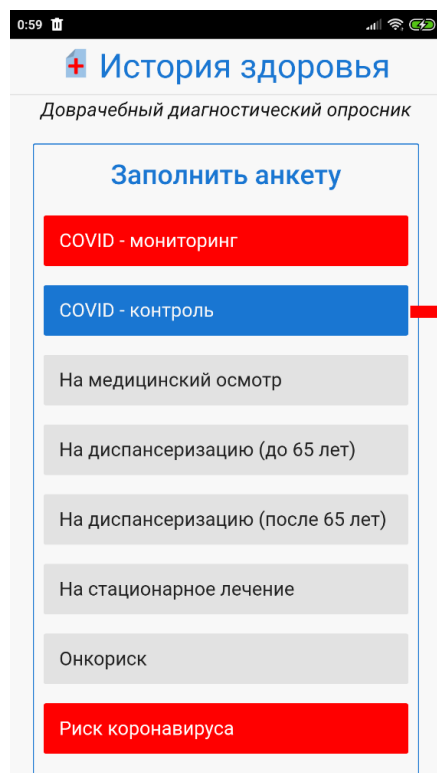 0:59
История здоровья
Доврачебный диагностический опросник
Заполнить анкету
COVID - мониторинг
COVID - контроль
На медицинский осмотр
На диспансеризацию (до 65 лет)
На диспансеризацию (после 65 лет)
На стационарное лечение
Онкориск
Риск коронавируса